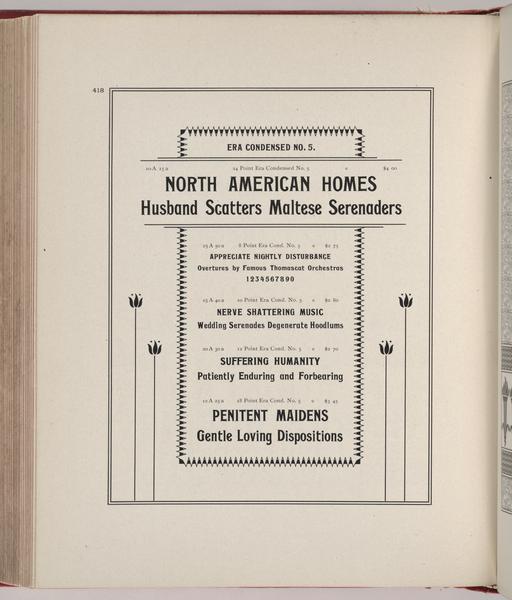 418
ERA CONDENSED NO. 5.
20 A 25 a 24 Point Era Condensed No. 5 $4 00
NORTH AMERICAN HOMES
Husband Scatters Maltese Serenaders
25 A 50 a 8 Point Era Cond. No. 5 $2 75
APPRECIATE NIGHTLY DISTURBANCE
Overtures by Famous Thomascat Orchestras
1234567890
25 A 40 a 10 Point Era Cond. No. 5 $2 80
NERVE SHATTERING MUSIC
Wedding Serenades Degenerate Hoodlums
20 A 30 a 12 Point Era Cond. No. 5 $2 70
SUFFERING HUMANITY
Patiently Enduring and Forbearing
12 A 25 a 18 Point Era Cond. No. 5 $3 45
PENITENT MAIDENS
Gentle Loving Dispositions